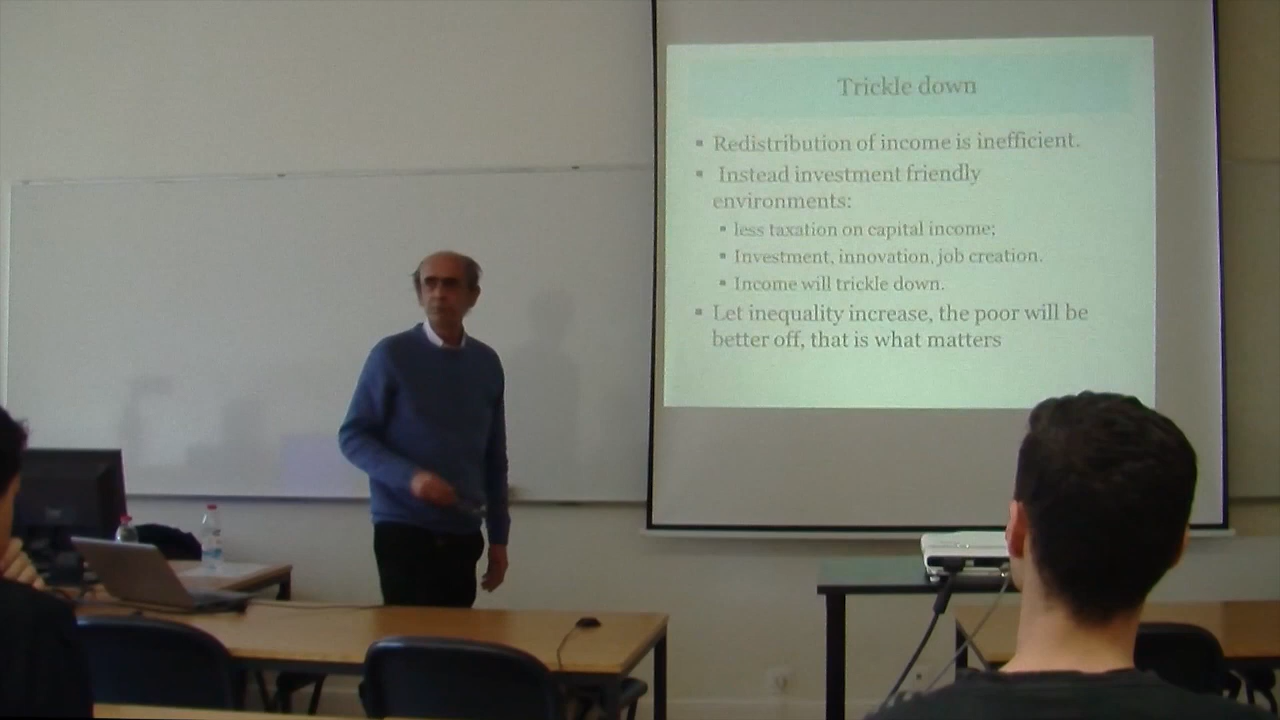 Trickle down
▪ Redistribution of income is inefficient.
▪ Instead investment friendly
environments:
▪ less taxation on capital income;
▪ Investment, innovation, job creation.
▪ Income will trickle down.
▪ Let inequality increase, the poor will be
better off, that is what matters